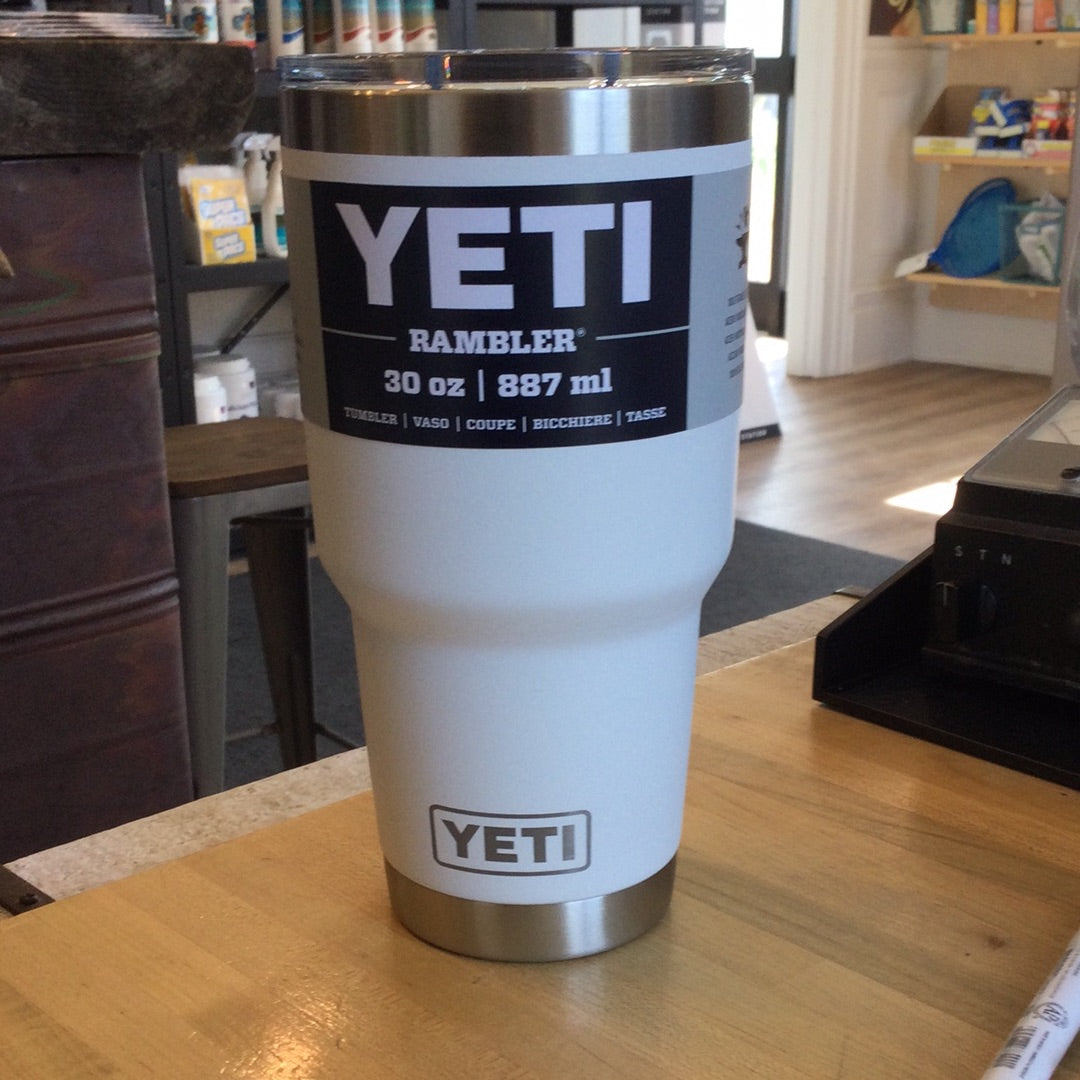 YETI
RAMBLER®
30 oz | 887 ml
TUMBLER | VASO | COUPE | BICCHIERE | TASSE
YETI
S T N